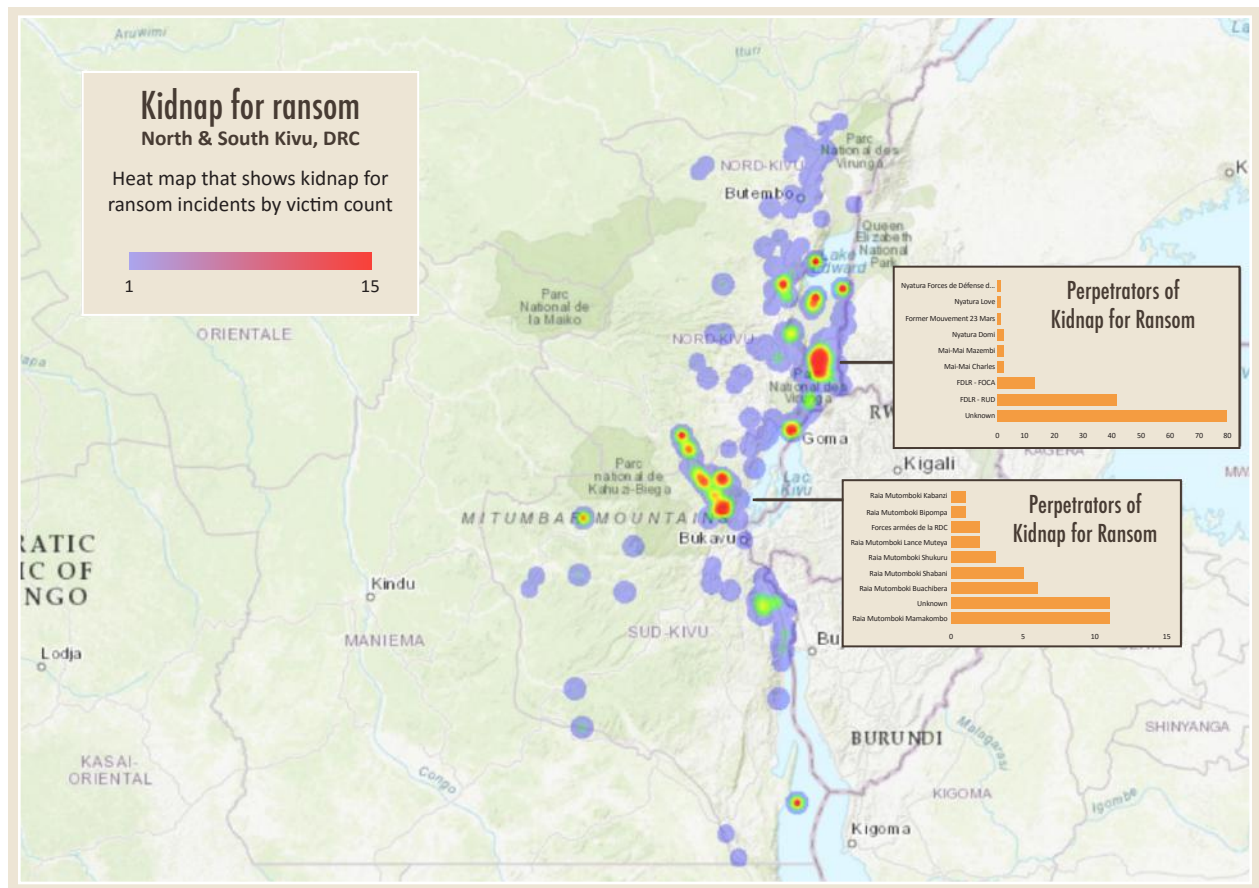 Kidnap for ransom
North & South Kivu, DRC
Heat map that shows kidnap for
ransom incidents by victim count
1 15
Aruwimi
Ituri
La
Parc
National des
Virunga
NORD-KIVU
Butembo
K
Queen
Elizabeth
National
Park
Lake
Edward
Parc
National de
la Maiko
ORIENTALE
apa
NORD-KIVU
Parc
National des
Virunga
RW
Goma
Kigali
KAGERA
MW
Parc
national de
Kahuzi-Biega
Lac
Kivu
MITUMBA MOUNTAINS
Bukavu
RATIC
IC OF
NGO
Kindu
MANIEMA
SUD-KIVU
Bu
Lodja
KASAI-
ORIENTAL
Congo
BURUNDI
Malagarasi
SHINYANGA
KIGOMA
Igombe
Kigoma
Perpetrators of
Kidnap for Ransom
Nyatura Forces de Défense d...
Nyatura Love
Former Mouvement 23 Mars
Nyatura Domi
Mai-Mai Mazembi
Mai-Mai Charles
FDLR - FOCA
FDLR - RUD
Unknown
0 10 20 30 40 50 60 70 80
Perpetrators of
Kidnap for Ransom
Raia Mutomboki Kabanzi
Raia Mutomboki Bipompa
Forces armées de la RDC
Raia Mutomboki Lance Muteya
Raia Mutomboki Shukuru
Raia Mutomboki Shabani
Raia Mutomboki Buachibera
Unknown
Raia Mutomboki Mamakombo
0 5 10 15